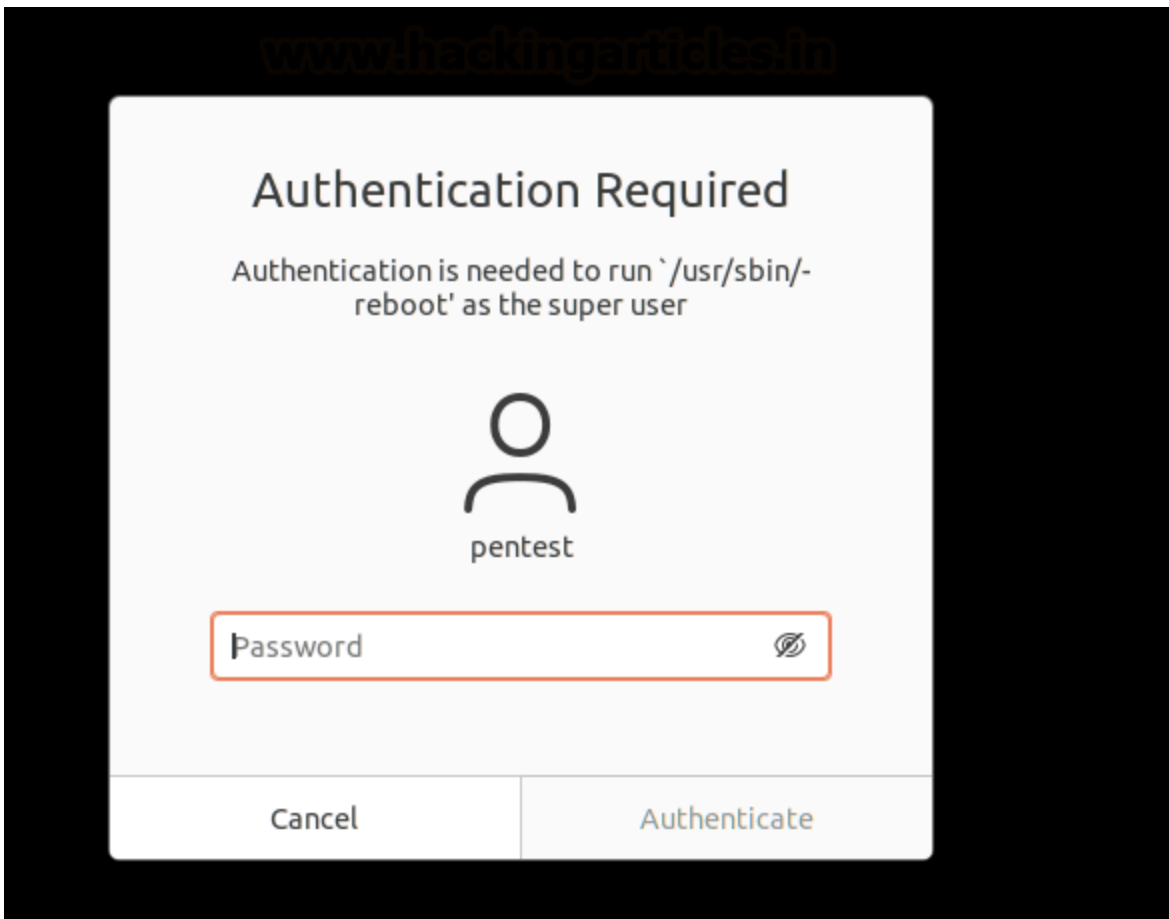 www.hackingarticles.in
Authentication Required
Authentication is needed to run `/usr/sbin/-
reboot' as the super user
pentest
Password
Cancel
Authenticate